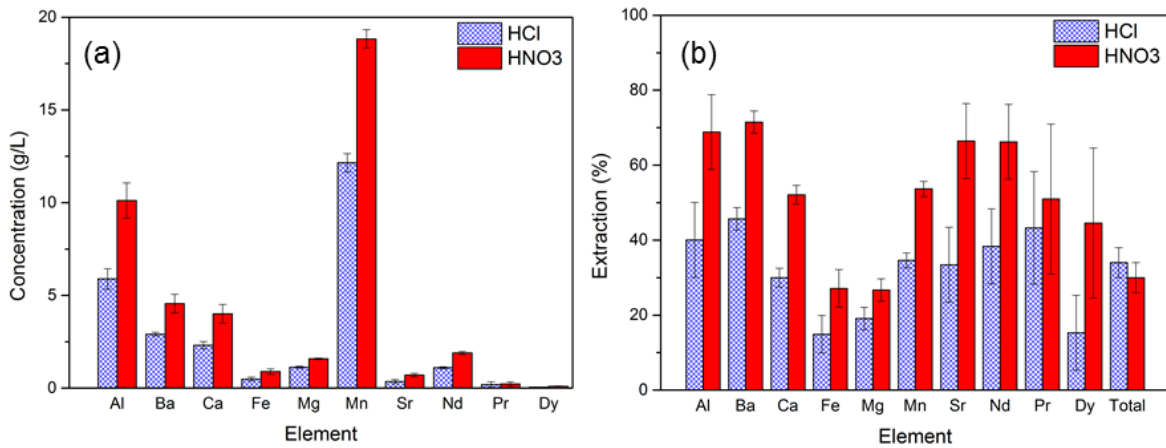 (a)
HCl
HNO3
Concentration (g/L)
20
15
10
5
0
Al Ba Ca Fe Mg Mn Sr Nd Pr Dy
Element
(b)
HCl
HNO3
Extraction (%)
100
80
60
40
20
0
Al Ba Ca Fe Mg Mn Sr Nd Pr Dy Total
Element